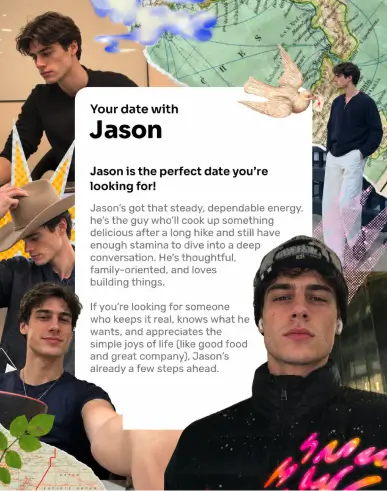 Your date with
Jason
Jason is the perfect date you're
looking for!
Jason's got that steady, dependable energy.
he's the guy who'll cook up something
delicious after a long hike and still have
enough stamina to dive into a deep
conversation. He's thoughtful,
family-oriented, and loves
building things.
If you're looking for someone
who keeps it real, knows what he
wants, and appreciates the
simple joys of life (like good food
and great company), Jason's
already a few steps ahead.